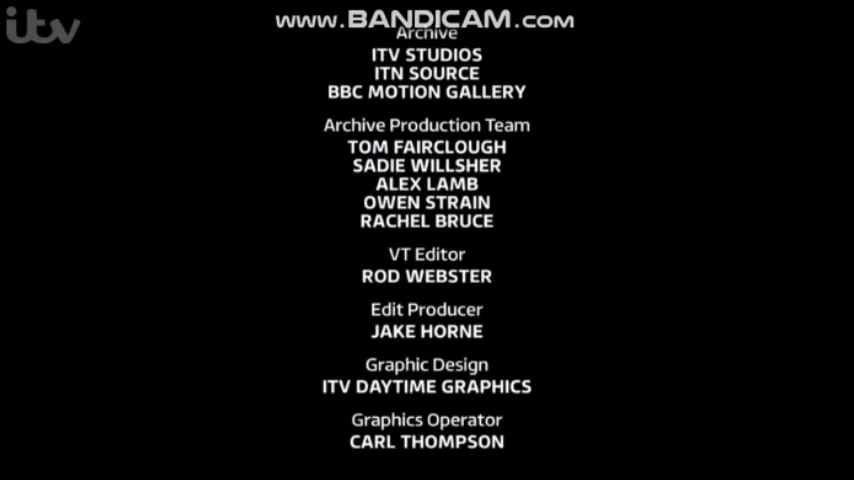 itv
www.BANDICAM.com
Archive
ITV STUDIOS
ITN SOURCE
BBC MOTION GALLERY
Archive Production Team
TOM FAIRCLOUGH
SADIE WILLSHER
ALEX LAMB
OWEN STRAIN
RACHEL BRUCE
VT Editor
ROD WEBSTER
Edit Producer
JAKE HORNE
Graphic Design
ITV DAYTIME GRAPHICS
Graphics Operator
CARL THOMPSON